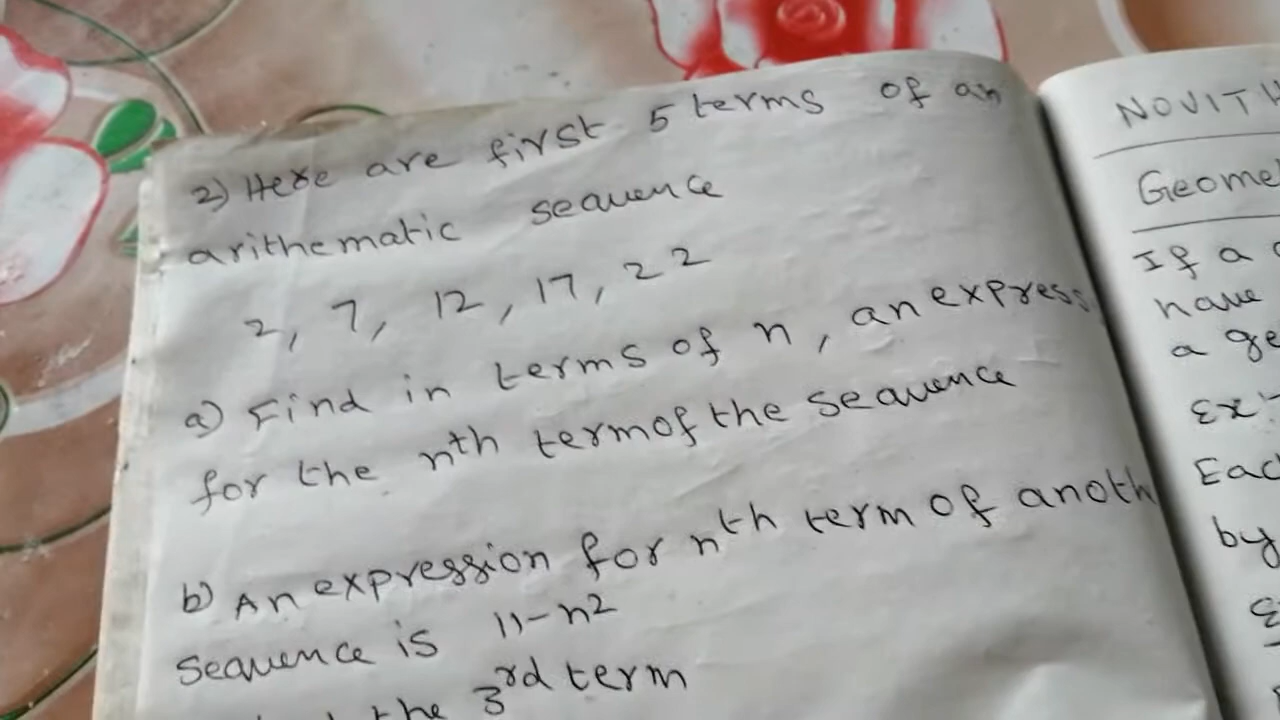 2) Here are first 5 terms of an
arithematic sequence
2, 7, 12, 17, 22
a) Find in terms of n, an express
for the nth term of the sequence
b) An expression for nth term of anoth
sequence is 11-n2
the 3rd term
NOVITH
Geome
If a
have
a ge
Ex:-
Eac
by